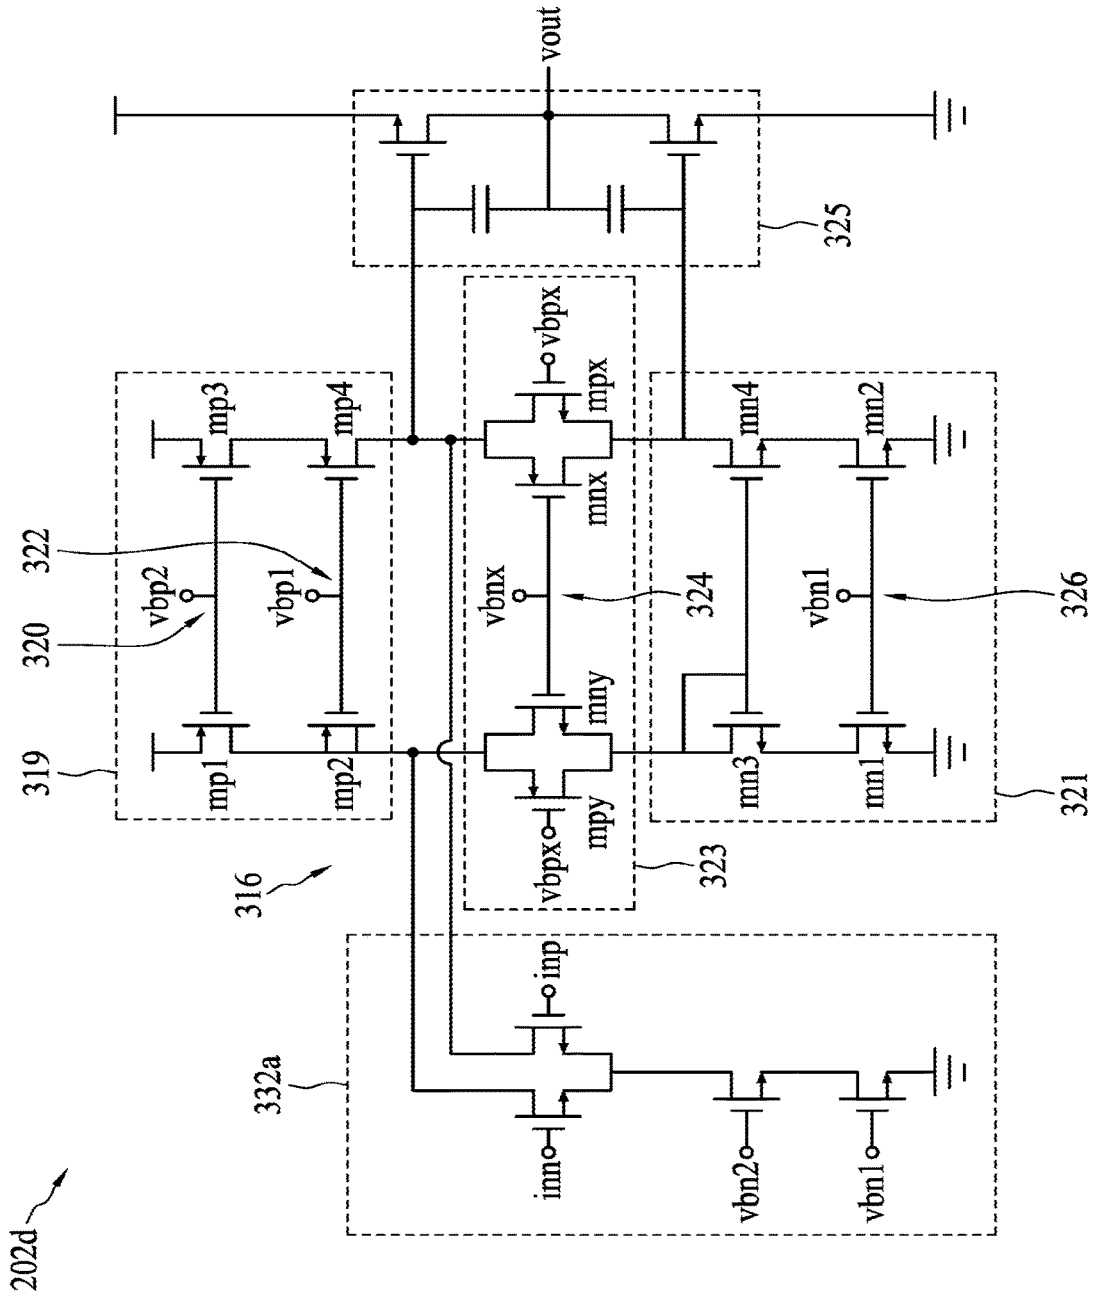 202d
332a
inn
inp
vbn2
vbn1
316
319
320
322
vbp2
vbp1
mp1
mp2
mp3
mp4
vbpx
mpy
mny
vbnx
324
mnx
mpx
vbpx
323
mn3
mn1
vbn1
326
mn4
mn2
321
325
vout